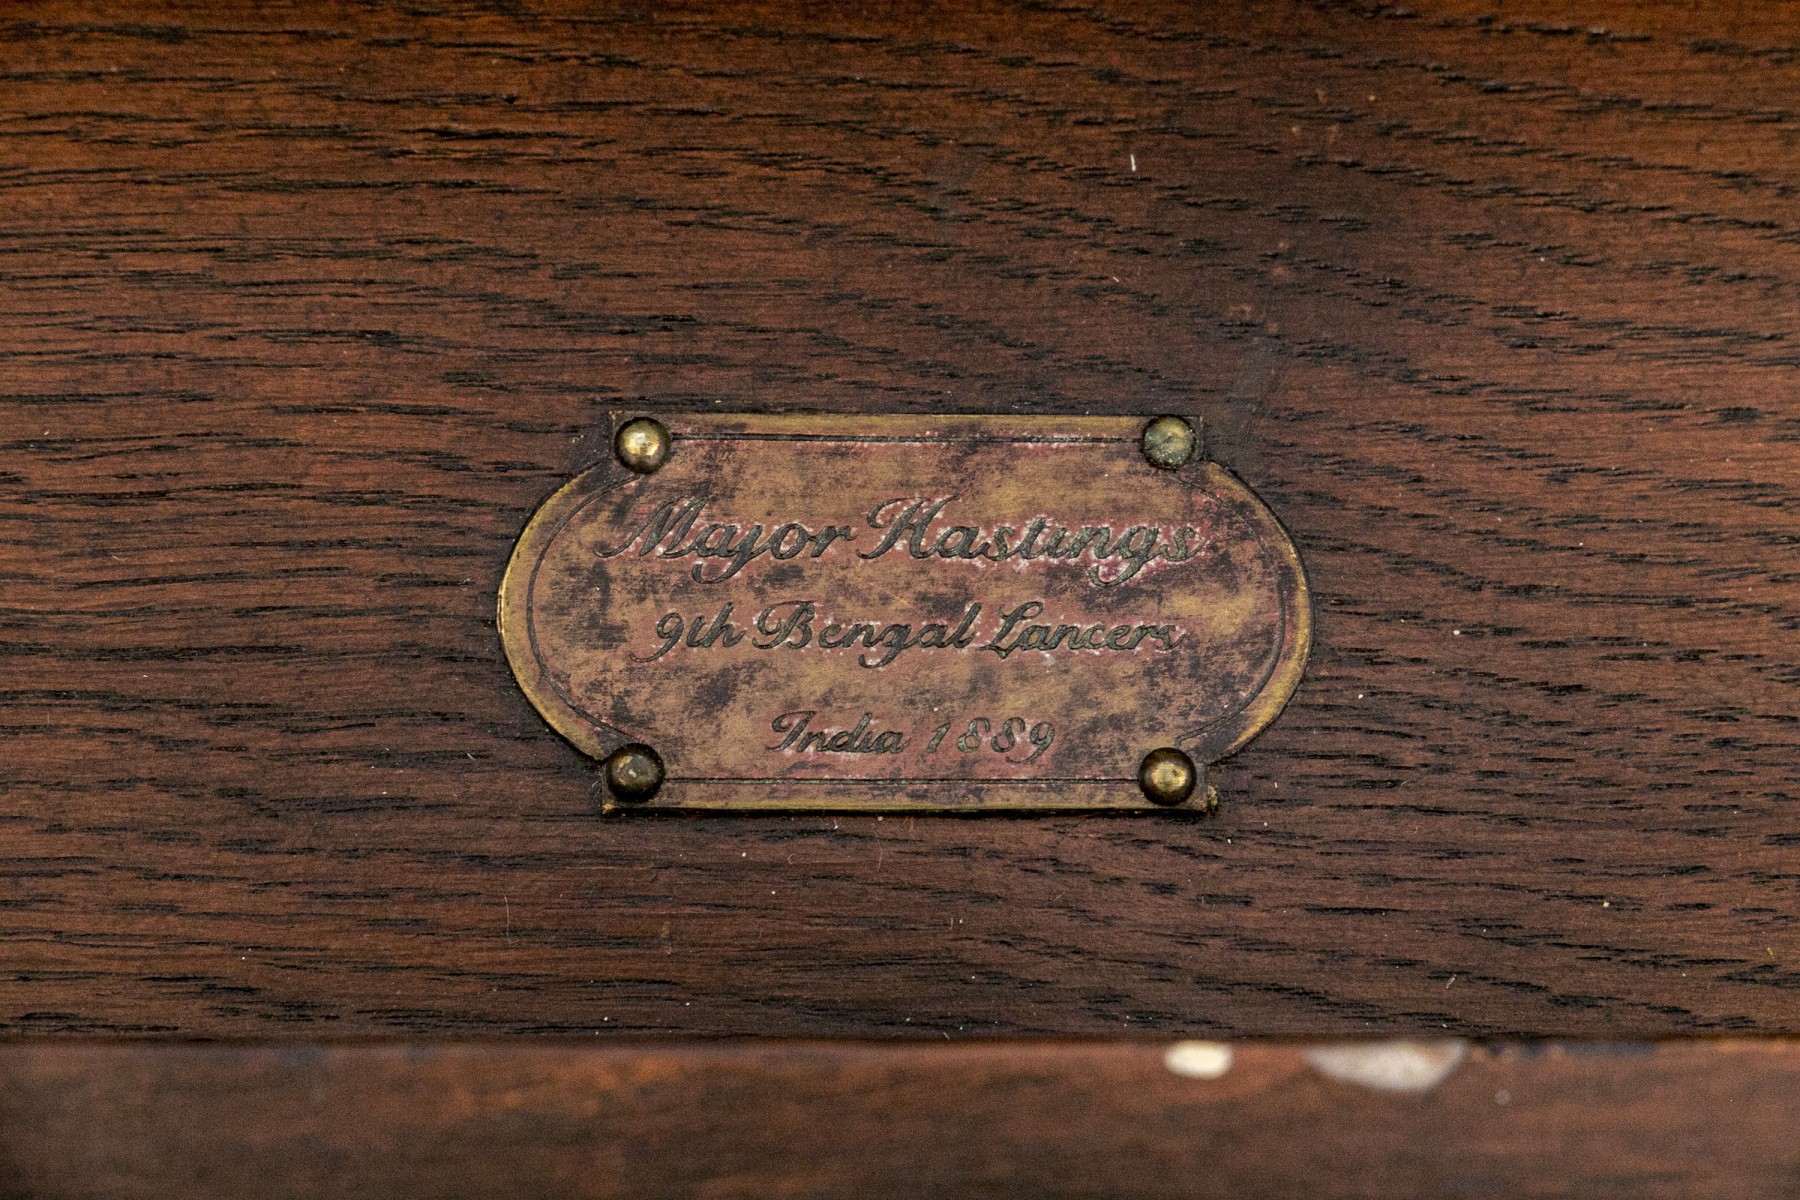 Major Hastings
9th Bengal Lancers
India 1889